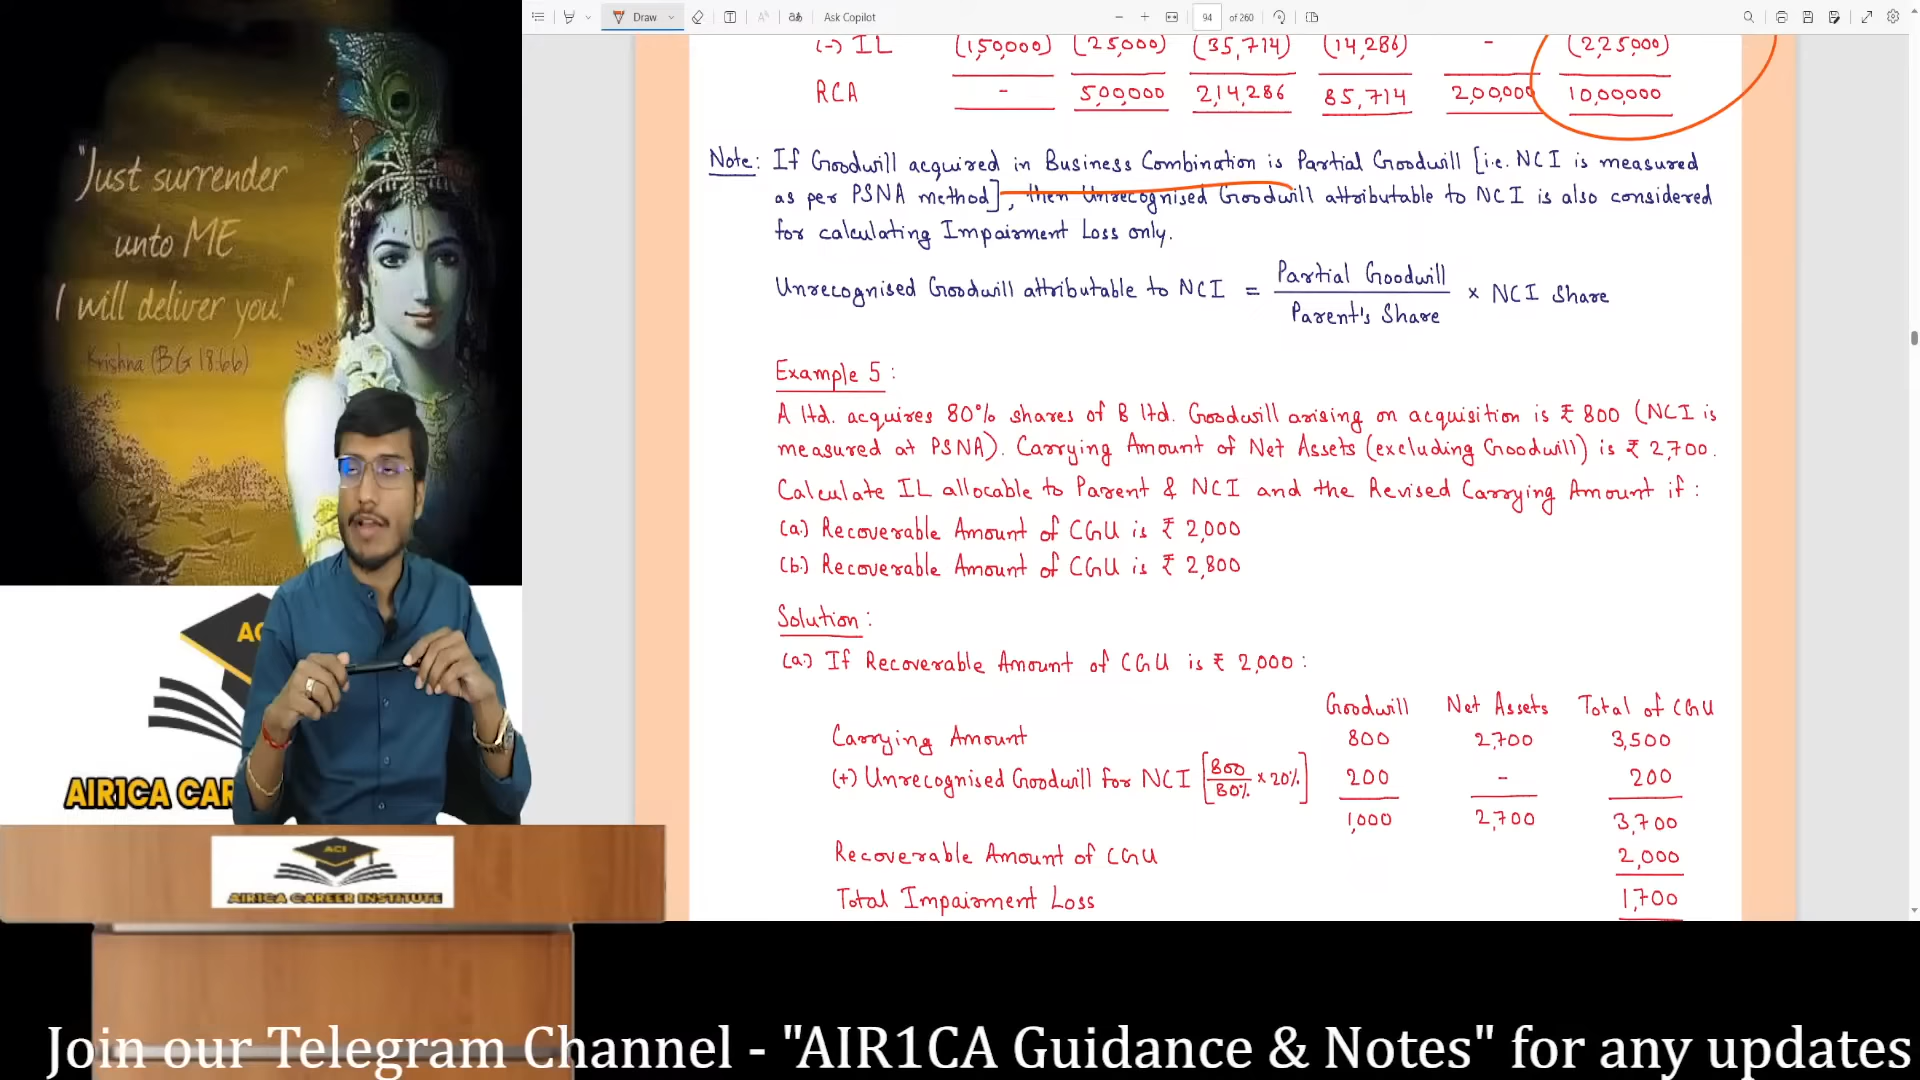 Draw
Ask Copilot
94 of 260
"Just surrender
unto ME
I will deliver you!"
Krishna (B.G 18.66)
(-) IL (1,50,000) (25,000) (35,714) (14,286) - (2,25,000)
RCA - 5,00,000 2,14,286 85,714 2,00,000 10,00,000
Note: If Goodwill acquired in Business Combination is Partial Goodwill [i.e. NCI is measured
as per PSNA method], then Unrecognised Goodwill attributable to NCI is also considered
for calculating Impairment Loss only.
Unrecognised Goodwill attributable to NCI = Partial Goodwill / Parent's Share × NCI Share
Example 5:
A ltd. acquires 80% shares of B ltd. Goodwill arising on acquisition is ₹ 800 (NCI is
measured at PSNA). Carrying Amount of Net Assets (excluding Goodwill) is ₹ 2,700.
Calculate IL allocable to Parent & NCI and the Revised Carrying Amount if:
(a.) Recoverable Amount of CGU is ₹ 2,000
(b.) Recoverable Amount of CGU is ₹ 2,800
Solution:
(a.) If Recoverable Amount of CGU is ₹ 2,000:
Goodwill Net Assets Total of CGU
Carrying Amount 800 2,700 3,500
(+) Unrecognised Goodwill for NCI [800/80% × 20%] 200 - 200
1,000 2,700 3,700
Recoverable Amount of CGU 2,000
Total Impairment Loss 1,700
AIR1CA CAR
ACI
AIR1CA CAREER INSTITUTE
Join our Telegram Channel - "AIR1CA Guidance & Notes" for any updates